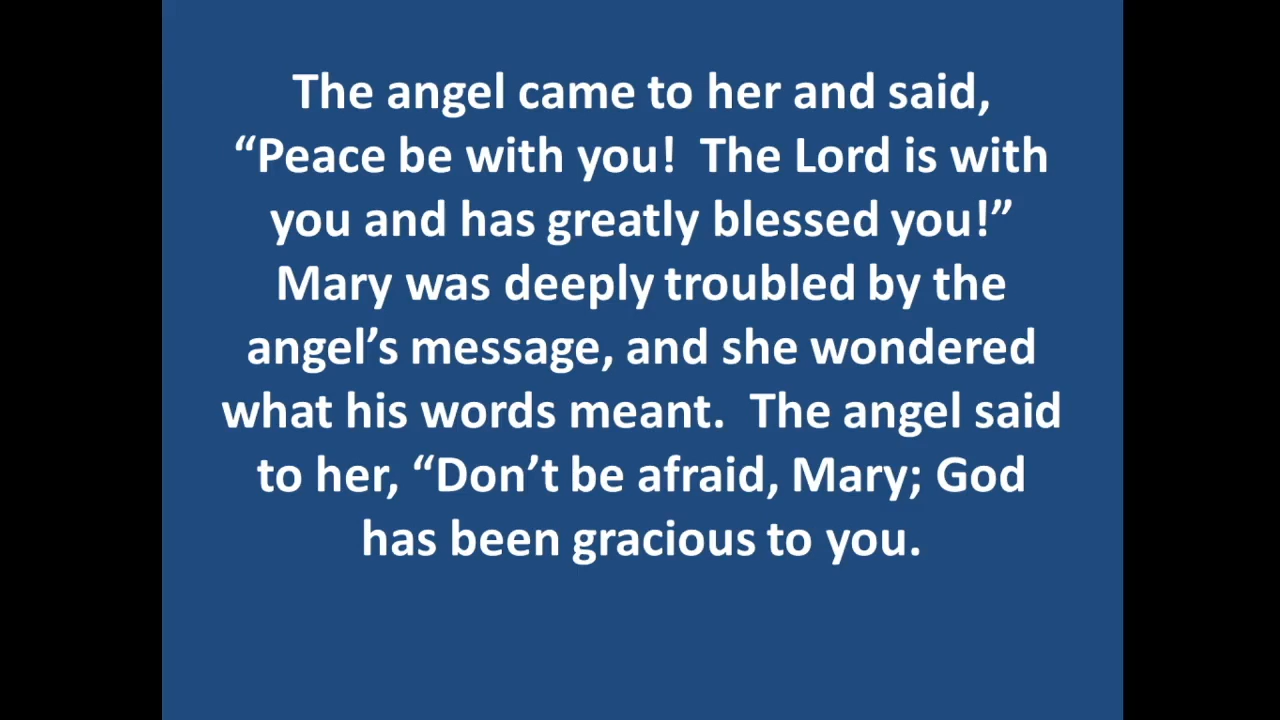 The angel came to her and said,
“Peace be with you!  The Lord is with
you and has greatly blessed you!”
Mary was deeply troubled by the
angel’s message, and she wondered
what his words meant.  The angel said
to her, “Don’t be afraid, Mary; God
has been gracious to you.